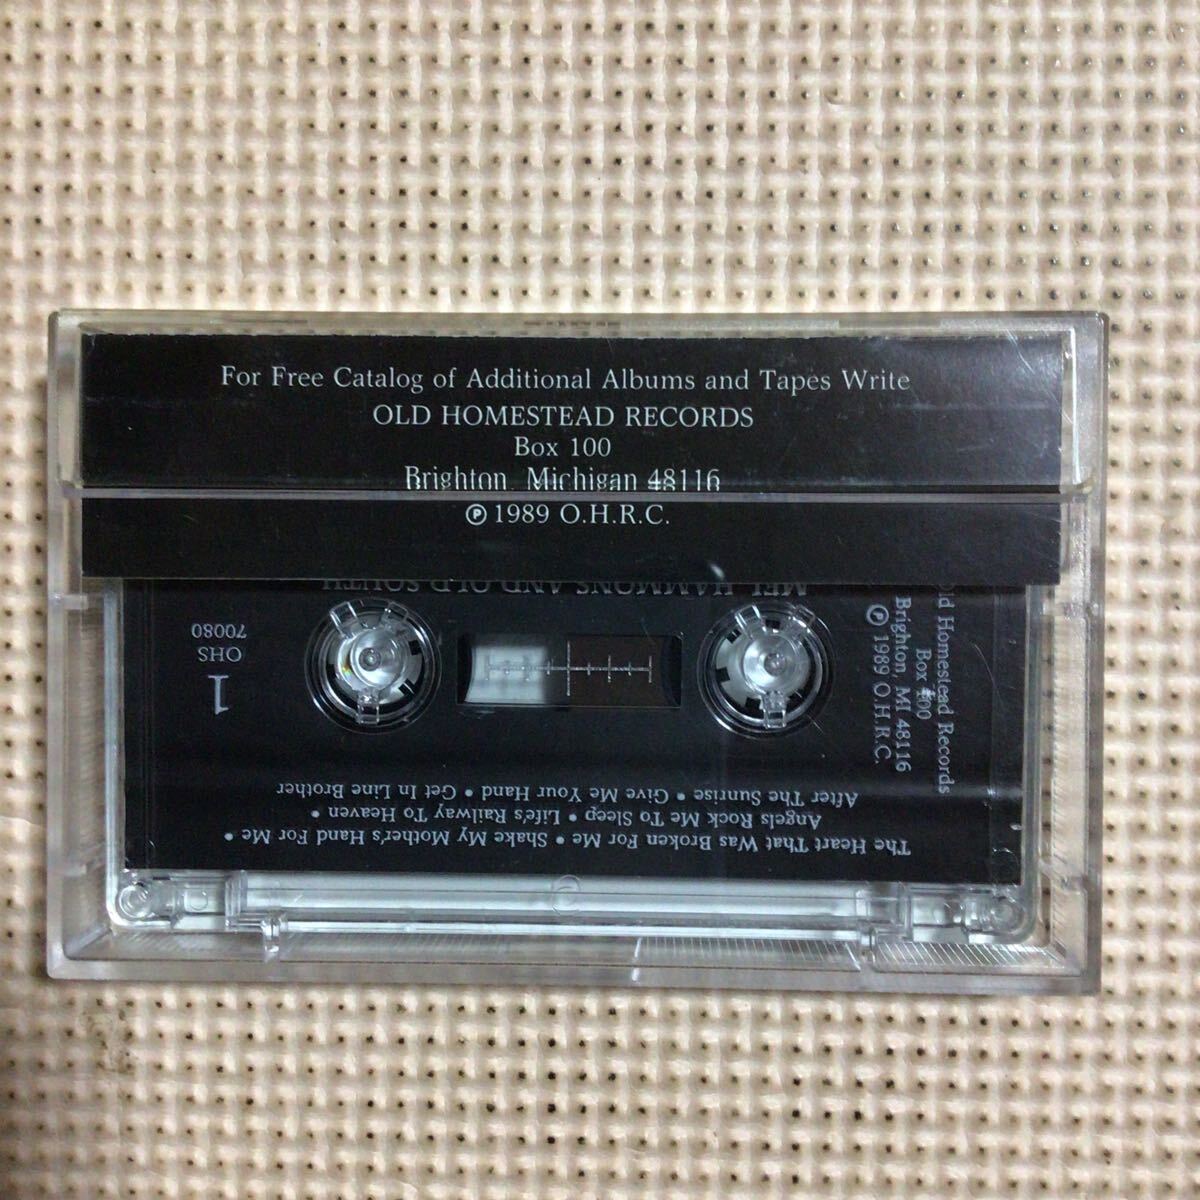 For Free Catalog of Additional Albums and Tapes Write
OLD HOMESTEAD RECORDS
Box 100
Brighton, Michigan 48116
℗ 1989 O.H.R.C.
MEL HAMMONS AND OLD SOUTH
Old Homestead Records
Box 100
Brighton, MI 48116
℗ 1989 O.H.R.C.
OHS
70080
1
The Heart That Was Broken For Me • Shake My Mother's Hand For Me •
Angels Rock Me To Sleep • Life's Railway To Heaven •
After The Sunrise • Give Me Your Hand • Get In Line Brother